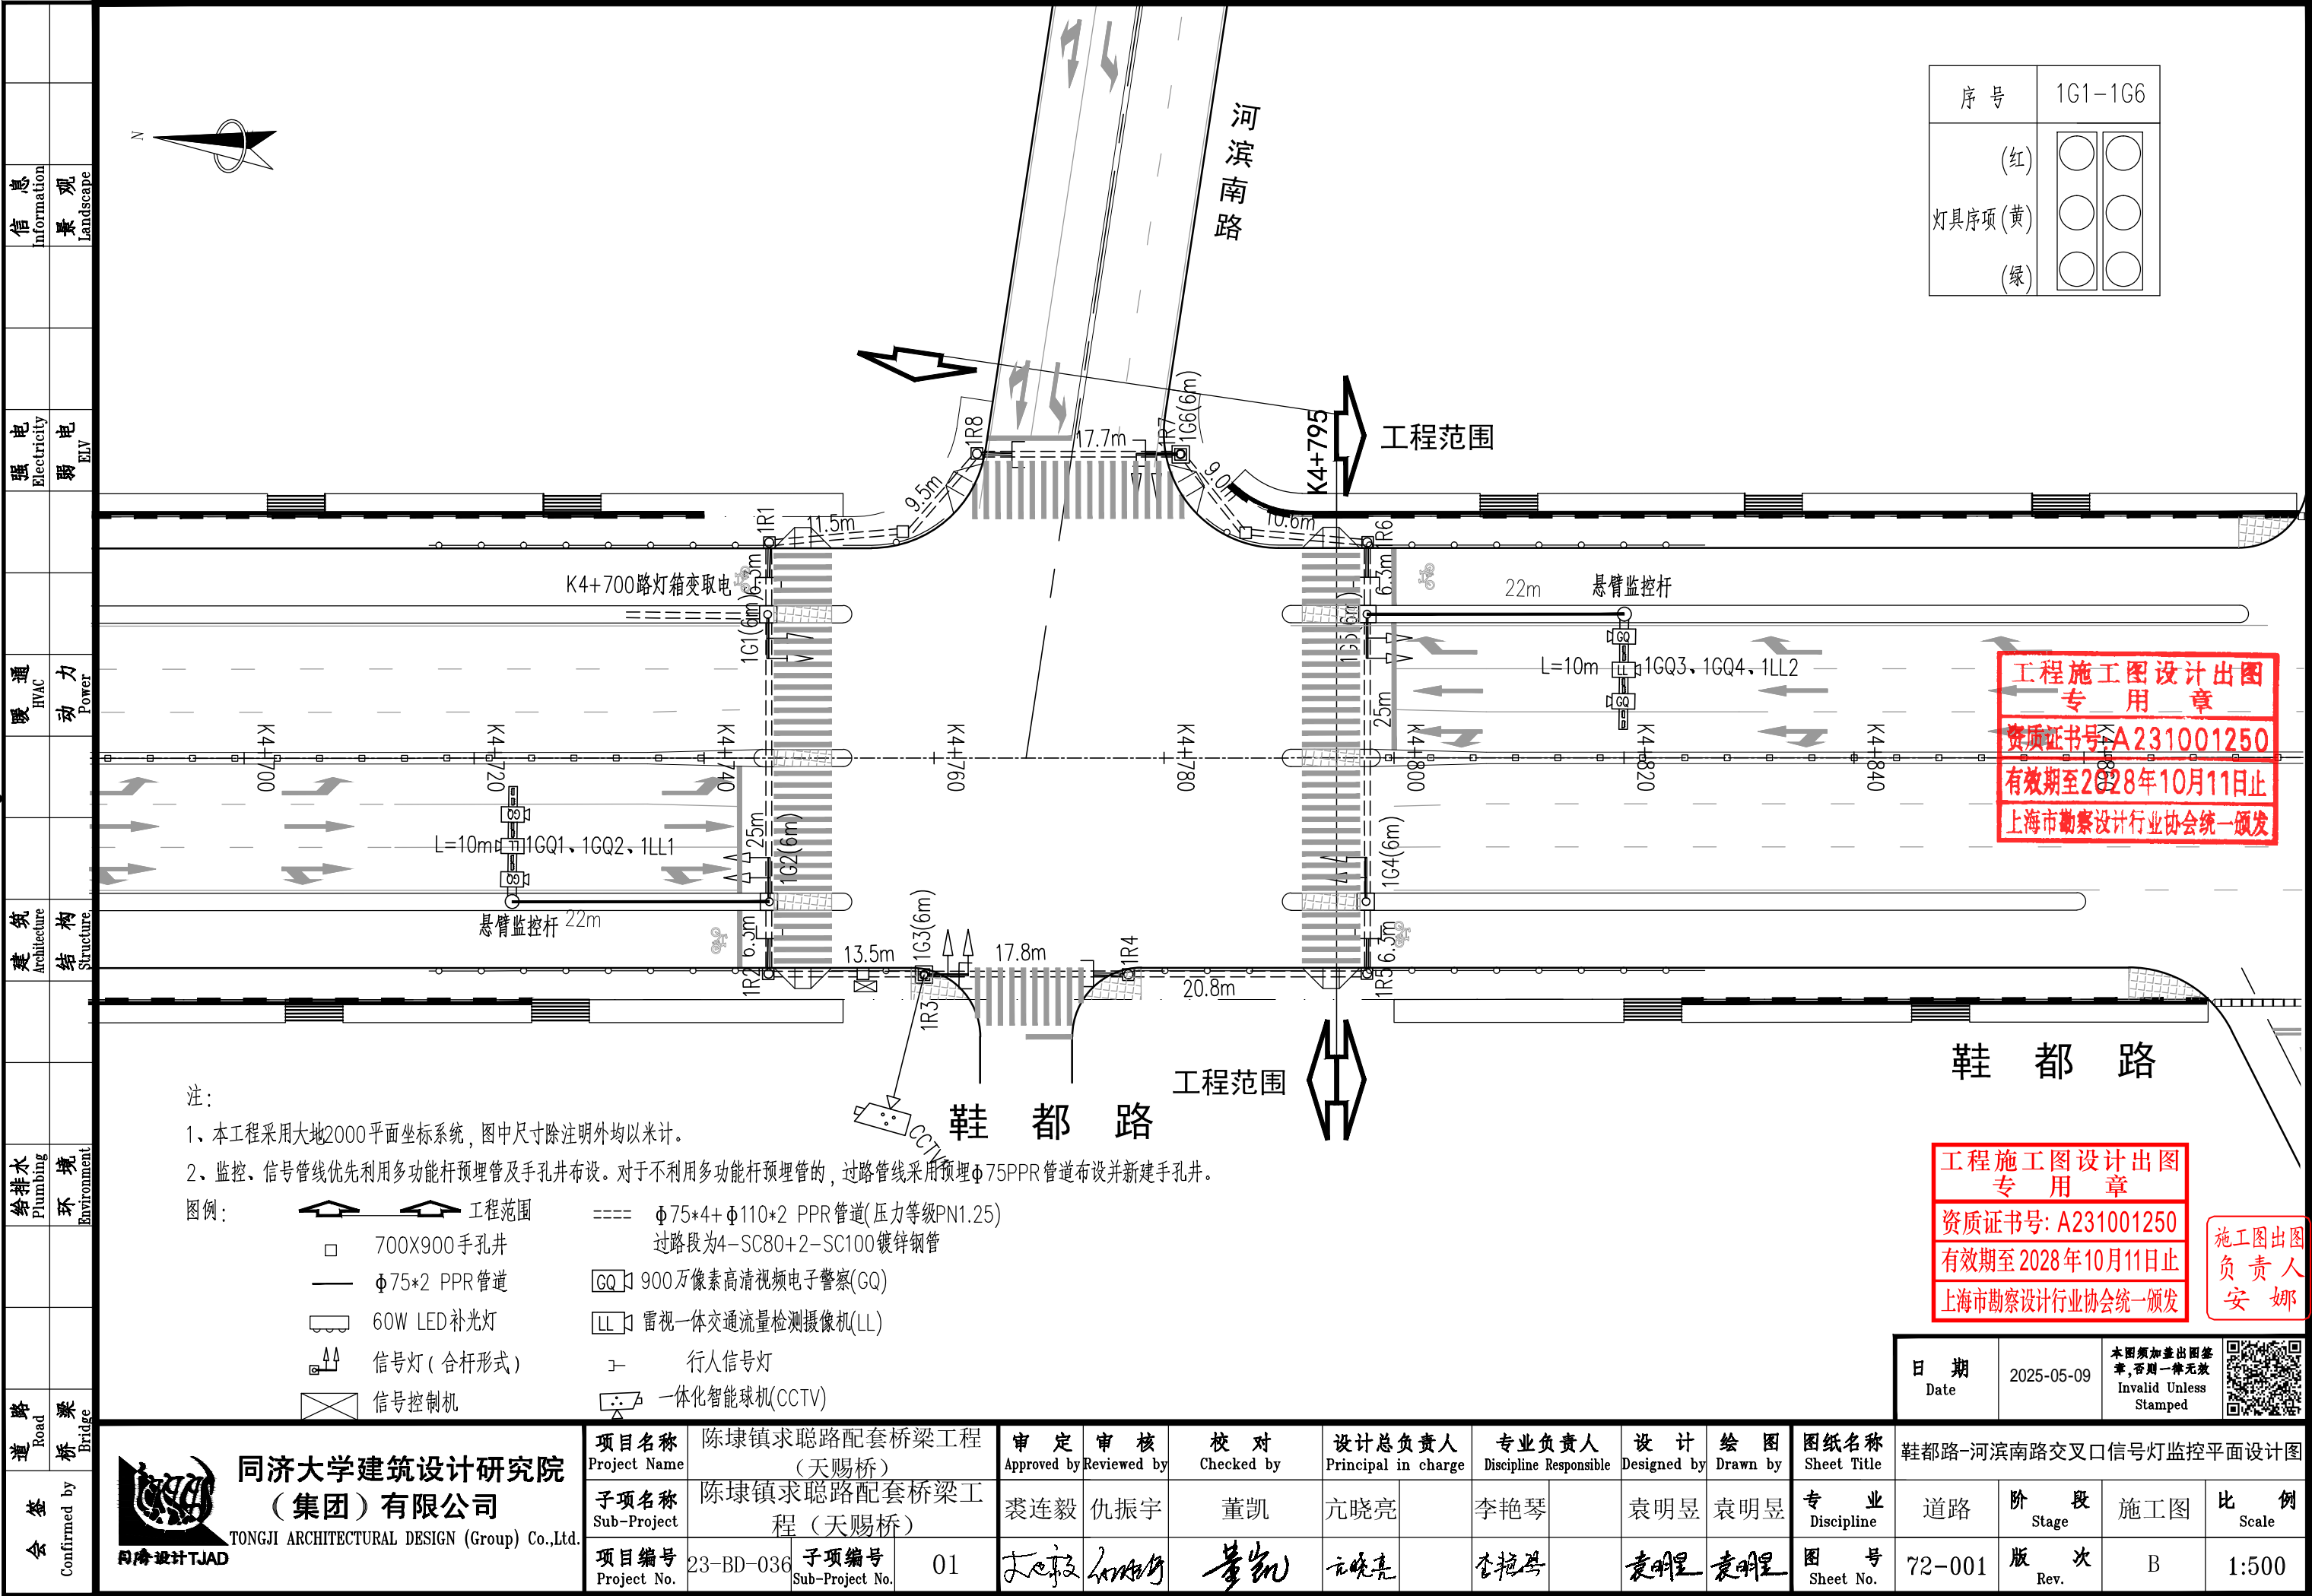 N
河滨南路
序 号
1G1-1G6
灯具序项
(红)
(黄)
(绿)
K4+795
工程范围
1R8
17.7m
1R7
1G6(6m)
9.5m
9.0
11.5m
1R1
10.6m
1R6
6.3m
6.3m
K4+700路灯箱变取电
1G1(6m)
22m
悬臂监控杆
L=10m
GQ
LL
GQ
1GQ3、1GQ4、1LL2
25m
K4+700
K4+720
K4+740
K4+760
K4+780
K4+800
K4+820
K4+840
K4+860
L=10m
1GQ1、1GQ2、1LL1
25m
1G2(6m)
1G4(6m)
悬臂监控杆
22m
6.3m
1R2
13.5m
1G3(6m)
1R3
17.8m
1R4
20.8m
6.3m
1R5
工程范围
鞋 都 路
鞋 都 路
CCTV
工程施工图设计出图
专 用 章
资质证书号:A231001250
有效期至2028年10月11日止
上海市勘察设计行业协会统一颁发
注:
1、本工程采用大地2000平面坐标系统,图中尺寸除注明外均以米计。
2、监控、信号管线优先利用多功能杆预埋管及手孔井布设。对于不利用多功能杆预埋管的,过路管线采用预埋ф75PPR管道布设并新建手孔井。
图例:
工程范围
ф75*4+ф110*2 PPR管道(压力等级PN1.25)
过路段为4-SC80+2-SC100镀锌钢管
700X900手孔井
ф75*2 PPR管道
GQ 900万像素高清视频电子警察(GQ)
60W LED补光灯
LL 雷视一体交通流量检测摄像机(LL)
信号灯(合杆形式)
行人信号灯
信号控制机
一体化智能球机(CCTV)
工程施工图设计出图
专 用 章
资质证书号: A231001250
有效期至 2028 年 10 月 11 日止
上海市勘察设计行业协会统一颁发
施工图出图
负 责 人
安 娜
日 期
Date
2025-05-09
本图须加盖出图签
章,否则一律无效
Invalid Unless
Stamped
信 息
Information
景 观
Landscape
强 电
Electricity
弱 电
ELV
暖 通
HVAC
动 力
Power
建 筑
Architecture
结 构
Structure
给排水
Plumbing
环 境
Environment
道 路
Road
桥 梁
Bridge
会 签
Confirmed by
同济设计TJAD
同济大学建筑设计研究院
（集团）有限公司
TONGJI ARCHITECTURAL DESIGN (Group) Co.,Ltd.
项目名称
Project Name
陈埭镇求聪路配套桥梁工程
（天赐桥）
子项名称
Sub-Project
陈埭镇求聪路配套桥梁工
程（天赐桥）
项目编号
Project No.
23-BD-036
子项编号
Sub-Project No.
01
审 定
Approved by
裘连毅
审 核
Reviewed by
仇振宇
校 对
Checked by
董凯
设计总负责人
Principal in charge
亢晓亮
专业负责人
Discipline Responsible
李艳琴
设 计
Designed by
袁明昱
绘 图
Drawn by
袁明昱
图纸名称
Sheet Title
鞋都路-河滨南路交叉口信号灯监控平面设计图
专 业
Discipline
道路
阶 段
Stage
施工图
比 例
Scale
图 号
Sheet No.
72-001
版 次
Rev.
B
1:500